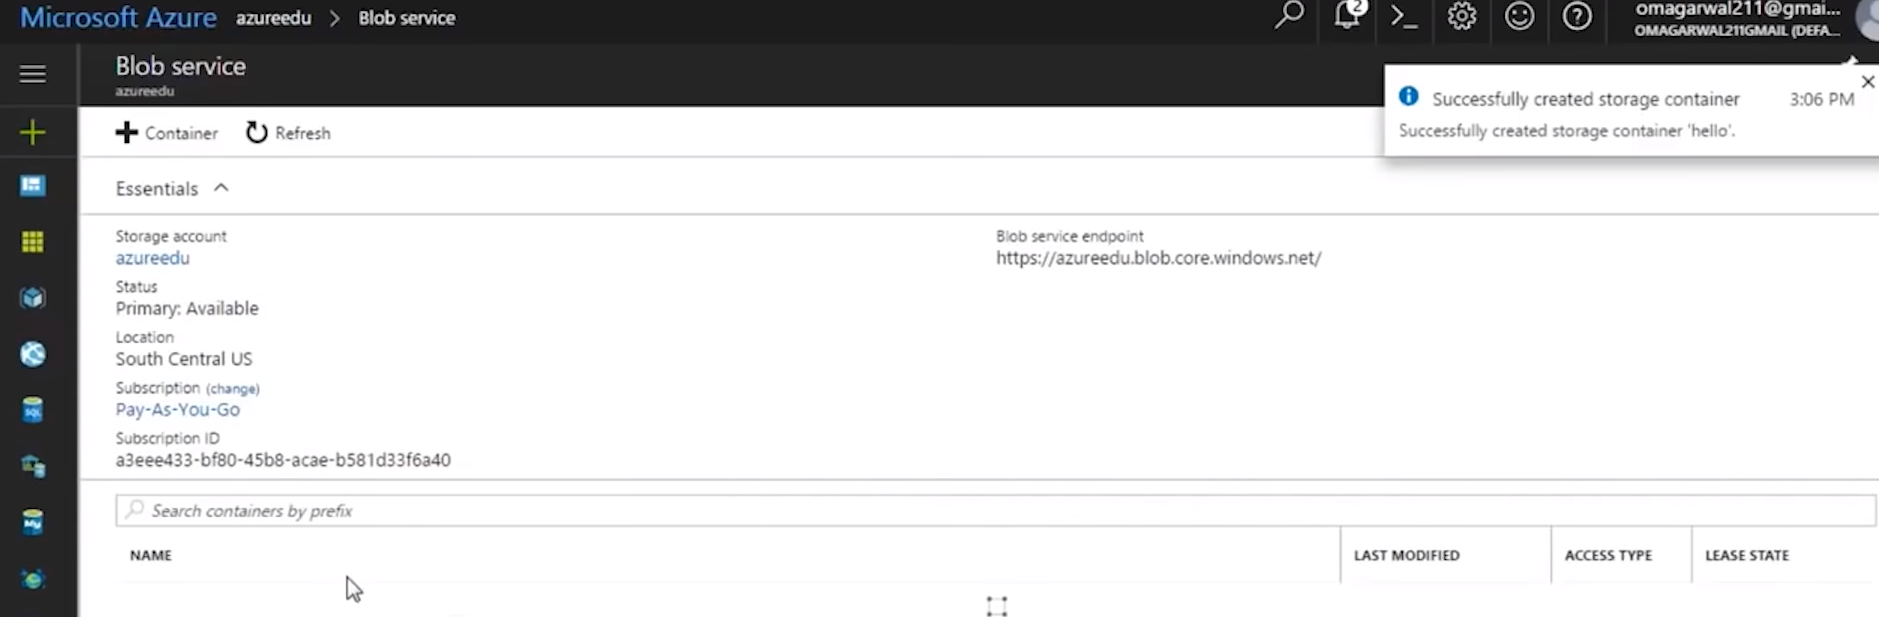 Microsoft Azure azureedu > Blob service
2
omagarwal211@gmai...
OMAGARWAL211GMAIL (DEFA...
Blob service
azureedu
Successfully created storage container 3:06 PM
Successfully created storage container 'hello'.
Container Refresh
Essentials
Storage account
azureedu
Blob service endpoint
https://azureedu.blob.core.windows.net/
Status
Primary: Available
Location
South Central US
Subscription (change)
Pay-As-You-Go
Subscription ID
a3eee433-bf80-45b8-acae-b581d33f6a40
Search containers by prefix
NAME LAST MODIFIED ACCESS TYPE LEASE STATE
SQL
My